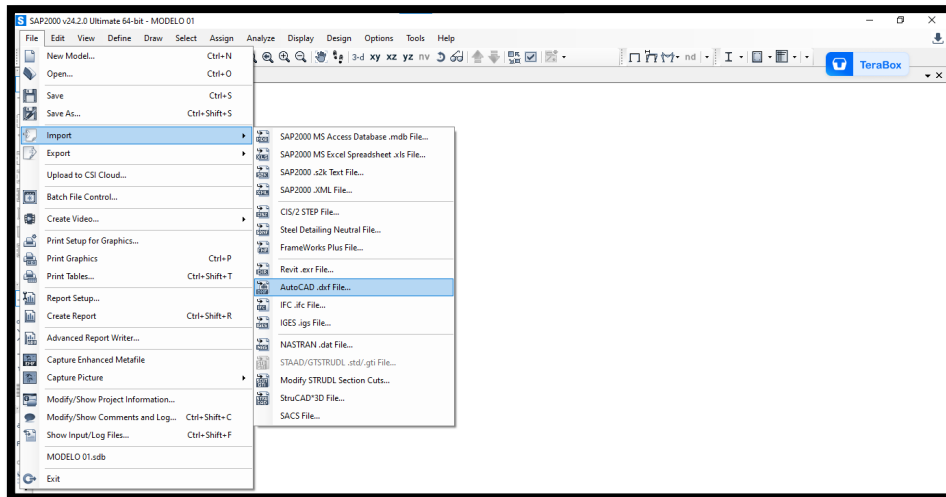 SAP2000 v24.2.0 Ultimate 64-bit - MODELO 01
File Edit View Define Draw Select Assign Analyze Display Design Options Tools Help
3-d xy xz yz nv
nd
TeraBox
New Model... Ctrl+N
Open... Ctrl+O
Save Ctrl+S
Save As... Ctrl+Shift+S
Import
Export
Upload to CSI Cloud...
Batch File Control...
Create Video...
Print Setup for Graphics...
Print Graphics Ctrl+P
Print Tables... Ctrl+Shift+T
Report Setup...
Create Report Ctrl+Shift+R
Advanced Report Writer...
Capture Enhanced Metafile
Capture Picture
Modify/Show Project Information...
Modify/Show Comments and Log... Ctrl+Shift+C
Show Input/Log Files... Ctrl+Shift+F
MODELO 01.sdb
Exit
SAP2000 MS Access Database .mdb File...
SAP2000 MS Excel Spreadsheet .xls File...
SAP2000 .s2k Text File...
SAP2000 .XML File...
CIS/2 STEP File...
Steel Detailing Neutral File...
FrameWorks Plus File...
Revit .exr File...
AutoCAD .dxf File...
IFC .ifc File...
IGES .igs File...
NASTRAN .dat File...
STAAD/GTSTRUDL .std/.gti File...
Modify STRUDL Section Cuts...
StruCAD*3D File...
SACS File...